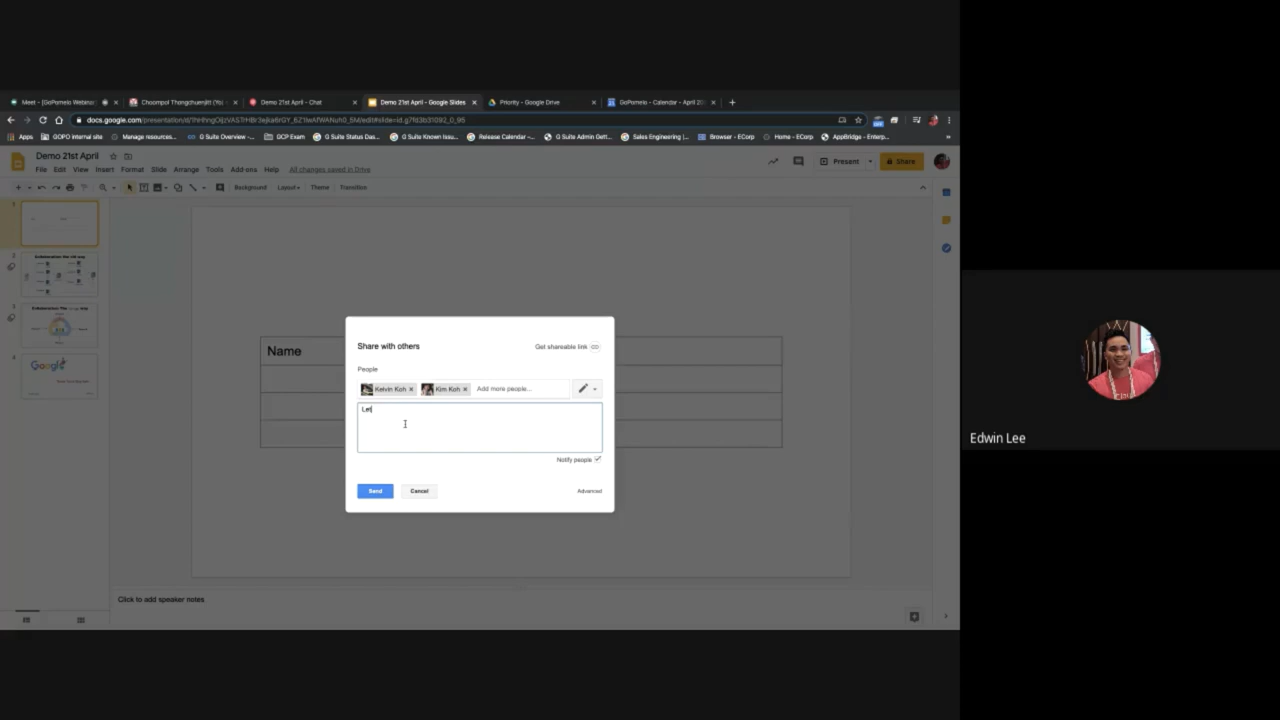 Meet - [GoPomelo Webinar
Choompol Thongchuenjitt (Yo)
Demo 21st April - Chat
Demo 21st April - Google Slides
Priority - Google Drive
GoPomelo - Calendar - April 20
Apps
GOPO Internal site
Manage resources...
G Suite Overview -...
GCP Exam
G Suite Status Das...
G Suite Known Issu...
Release Calendar -...
G Suite Admin Gett...
Sales Engineering |...
Browser - ECorp
Home - ECorp
AppBridge - Enterp...
Demo 21st April
File Edit View Insert Format Slide Arrange Tools Add-ons Help All changes saved in Drive
Present
Share
Background Layout Theme Transition
1
2
3
4
Google
Name
Share with others
Get shareable link
People
Kelvin Koh
Kim Koh
Add more people...
Let
Notify people
Send
Cancel
Advanced
Click to add speaker notes
Edwin Lee